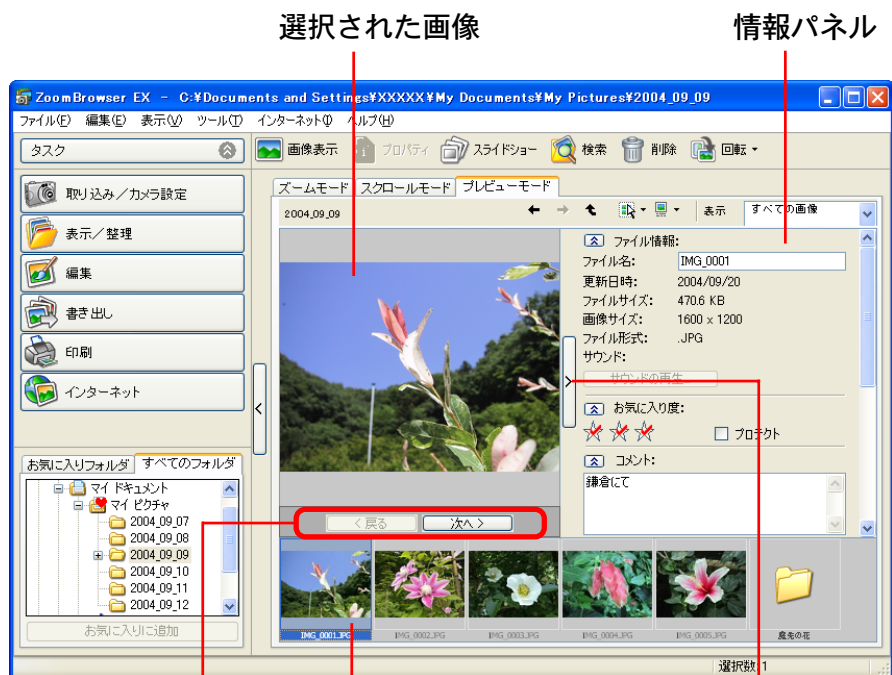 選択された画像
情報パネル
ZoomBrowser EX - C:¥Documents and Settings¥XXXXX¥My Documents¥My Pictures¥2004_09_09
ファイル(F) 編集(E) 表示(V) ツール(T) インターネット(I) ヘルプ(H)
タスク
画像表示 プロパティ スライドショー 検索 削除 回転
取り込み／カメラ設定
表示／整理
編集
書き出し
印刷
インターネット
ズームモード スクロールモード プレビューモード
2004_09_09
表示 すべての画像
ファイル情報:
ファイル名: IMG_0001
更新日時: 2004/09/20
ファイルサイズ: 470.6 KB
画像サイズ: 1600 × 1200
ファイル形式: .JPG
サウンド:
サウンドの再生
お気に入り度:
プロテクト
コメント:
鎌倉にて
< 戻る 次へ >
お気に入りフォルダ すべてのフォルダ
マイ ドキュメント
マイ ピクチャ
2004_09_07
2004_09_08
2004_09_09
2004_09_10
2004_09_11
2004_09_12
お気に入りに追加
IMG_0001.JPG IMG_0002.JPG IMG_0003.JPG IMG_0004.JPG IMG_0005.JPG
選択数:1